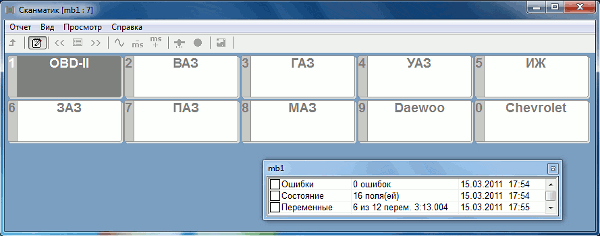 Сканматик [mb1 : 7]
Отчет Вид Просмотр Справка
<< >> ms ms
1 OBD-II 2 ВАЗ 3 ГАЗ 4 УАЗ 5 ИЖ
6 ЗАЗ 7 ПАЗ 8 МАЗ 9 Daewoo 0 Chevrolet
mb1
Ошибки 0 ошибок 15.03.2011 17:54
Состояние 16 поля(ей) 15.03.2011 17:54
Переменные 6 из 12 перем. 3:13.004 15.03.2011 17:55